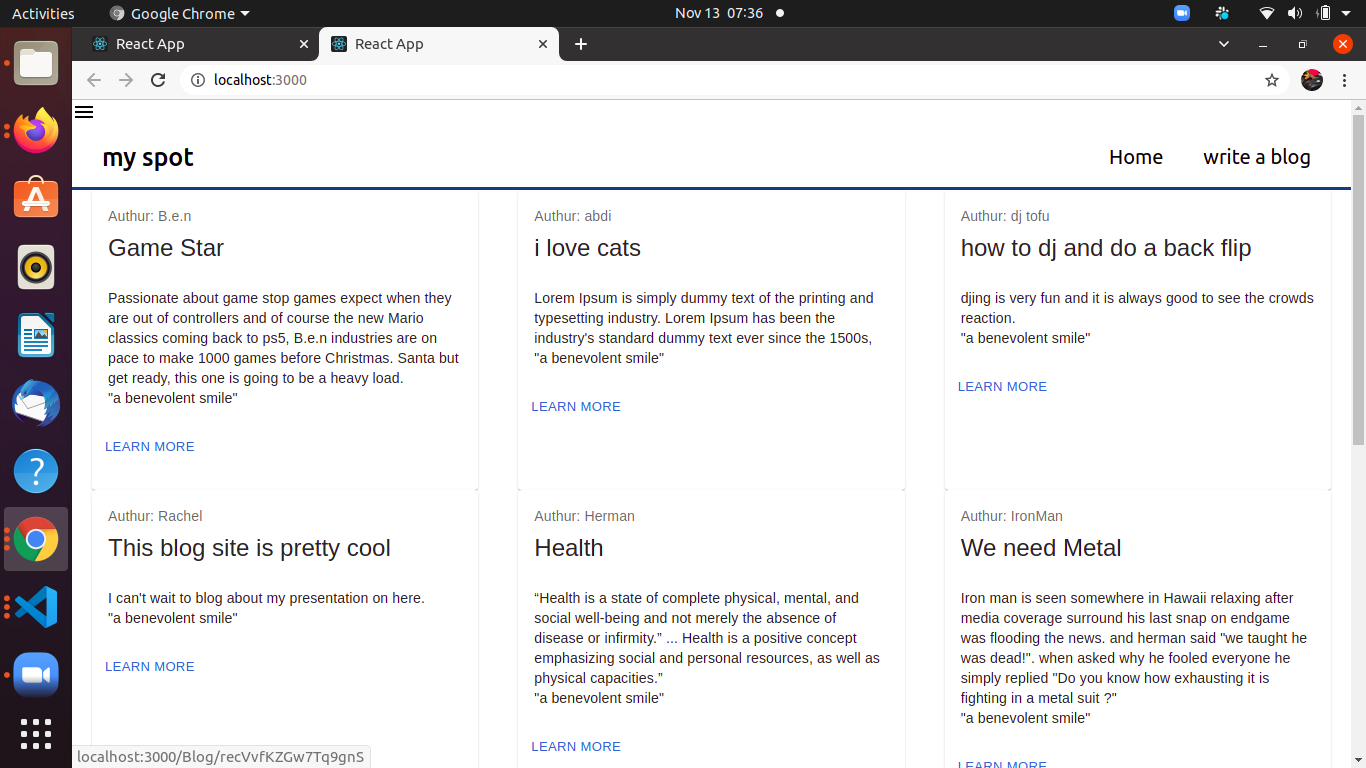 Activities
Google Chrome
Nov 13 07:36
React App
React App
localhost:3000
my spot
Home
write a blog
Author: B.e.n
Game Star
Passionate about game stop games expect when they
are out of controllers and of course the new Mario
classics coming back to ps5, B.e.n industries are on
pace to make 1000 games before Christmas. Santa but
get ready, this one is going to be a heavy load.
"a benevolent smile"
LEARN MORE
Author: abdi
i love cats
Lorem Ipsum is simply dummy text of the printing and
typesetting industry. Lorem Ipsum has been the
industry's standard dummy text ever since the 1500s,
"a benevolent smile"
LEARN MORE
Author: dj tofu
how to dj and do a back flip
djing is very fun and it is always good to see the crowds
reaction.
"a benevolent smile"
LEARN MORE
Author: Rachel
This blog site is pretty cool
I can't wait to blog about my presentation on here.
"a benevolent smile"
LEARN MORE
Author: Herman
Health
“Health is a state of complete physical, mental, and
social well-being and not merely the absence of
disease or infirmity.” ... Health is a positive concept
emphasizing social and personal resources, as well as
physical capacities.”
"a benevolent smile"
LEARN MORE
Author: IronMan
We need Metal
Iron man is seen somewhere in Hawaii relaxing after
media coverage surround his last snap on endgame
was flooding the news. and herman said "we taught he
was dead!". when asked why he fooled everyone he
simply replied "Do you know how exhausting it is
fighting in a metal suit ?"
"a benevolent smile"
LEARN MORE
localhost:3000/Blog/recVvfKZGw7Tq9gnS